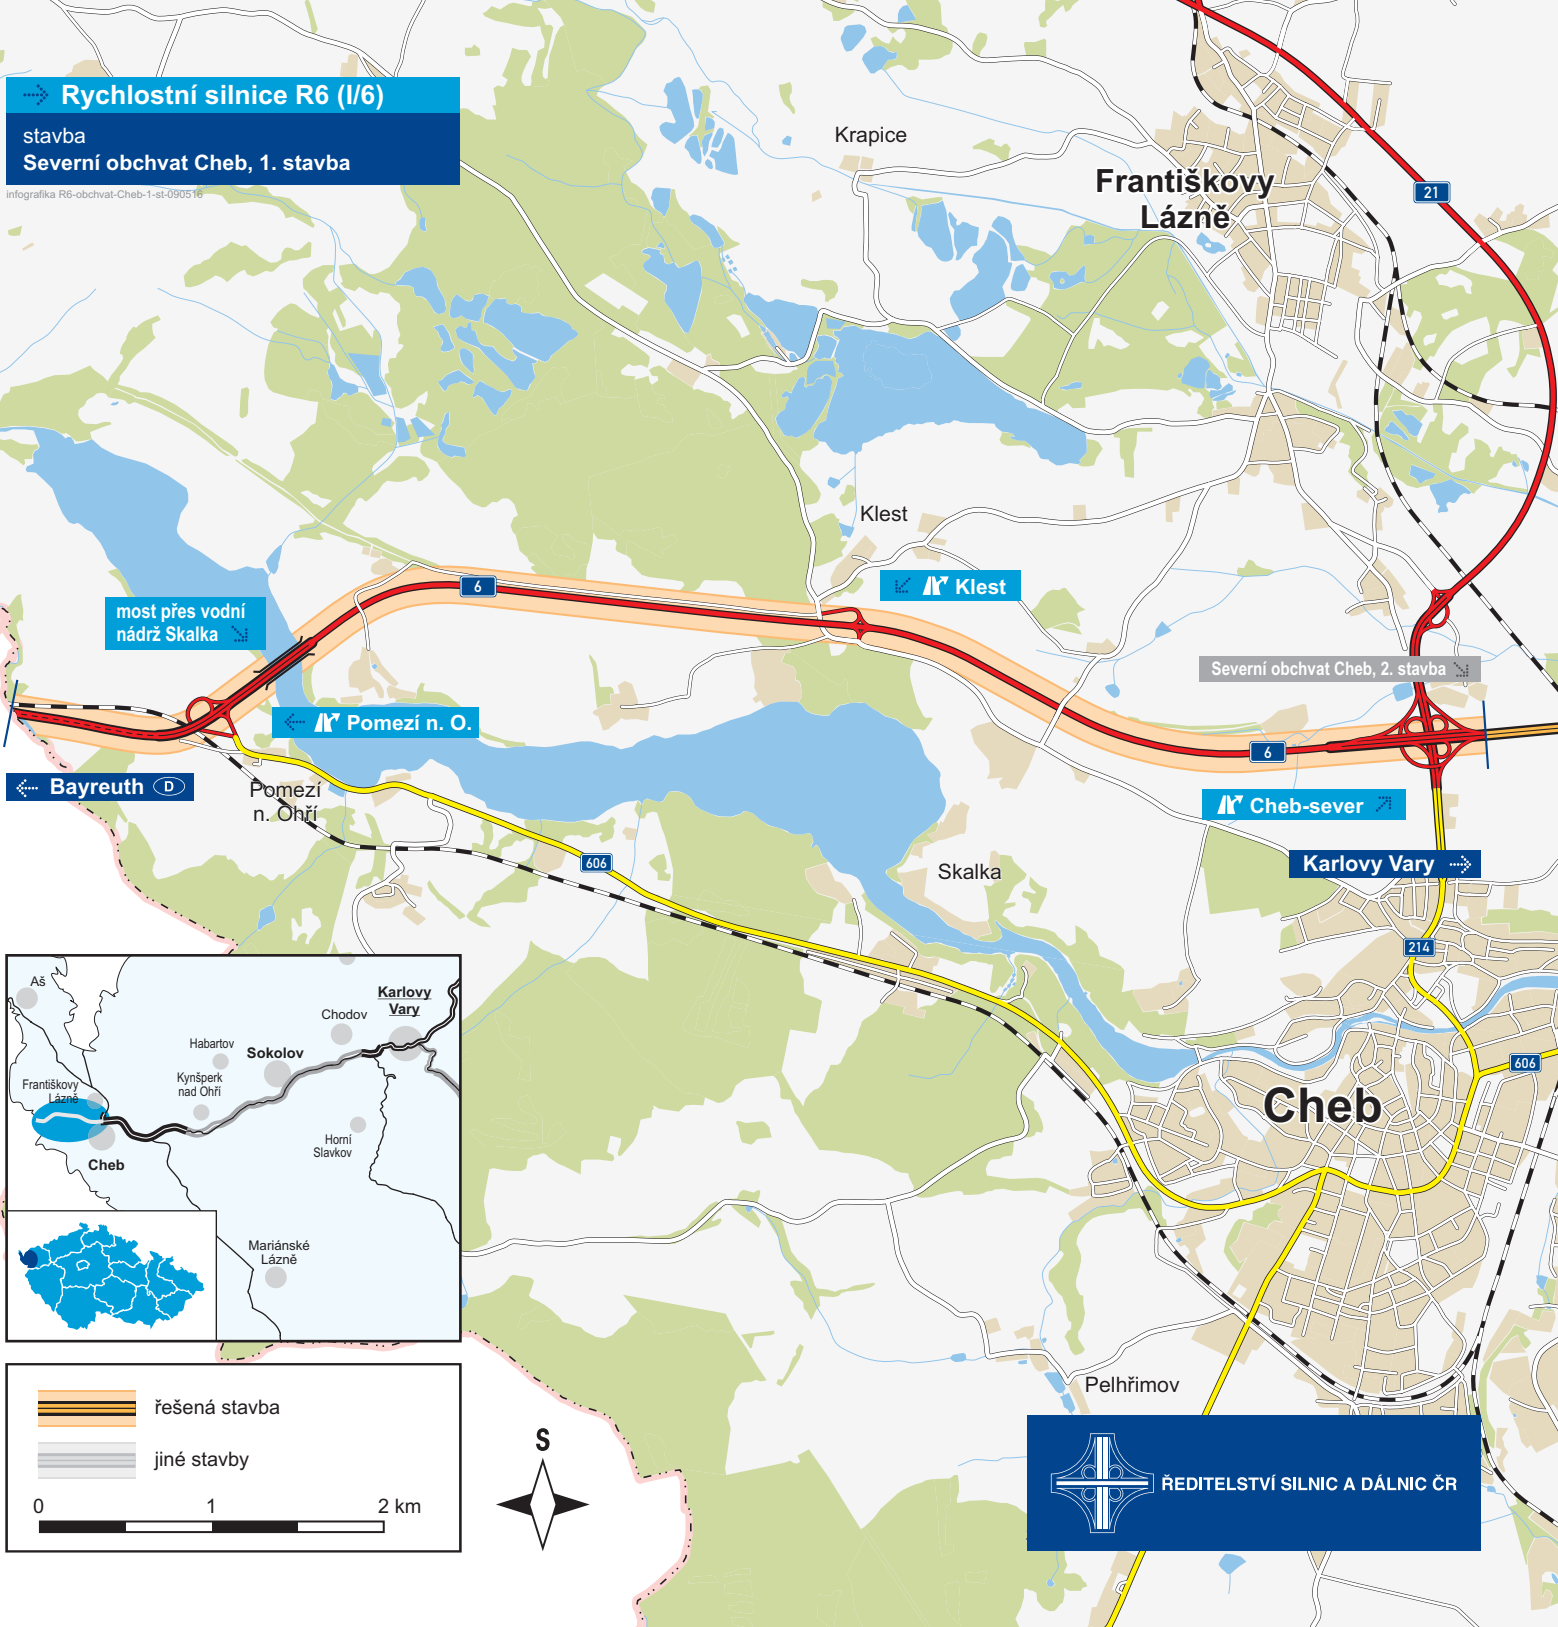 Rychlostní silnice R6 (I/6)
stavba
Severní obchvat Cheb, 1. stavba
infografika R6-obchvat-Cheb-1-st-090516
Krapice
Františkovy
Lázně
21
Klest
6
Klest
most přes vodní
nádrž Skalka
Severní obchvat Cheb, 2. stavba
Pomezí n. O.
6
Bayreuth D
Pomezí
n. Ohří
Cheb-sever
606
Karlovy Vary
Skalka
214
606
Cheb
Aš
Karlovy
Vary
Chodov
Habartov
Sokolov
Kynšperk
nad Ohří
Františkovy
Lázně
Horní
Slavkov
Cheb
Mariánské
Lázně
Pelhřimov
řešená stavba
jiné stavby
0 1 2 km
S
ŘEDITELSTVÍ SILNIC A DÁLNIC ČR